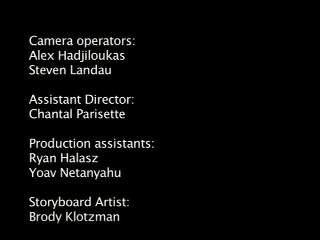 Camera operators:
Alex Hadjiloukas
Steven Landau
Assistant Director:
Chantal Parisette
Production assistants:
Ryan Halasz
Yoav Netanyahu
Storyboard Artist:
Brody Klotzman